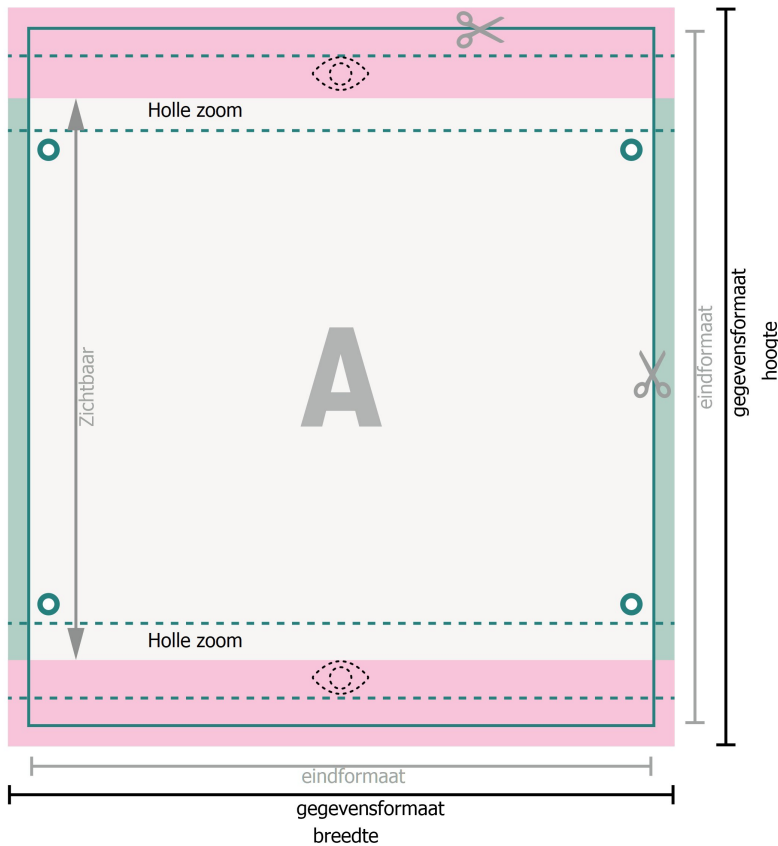 Holle zoom
Zichtbaar
A
eindformaat
gegevensformaat
hoogte
Holle zoom
eindformaat
gegevensformaat
breedte